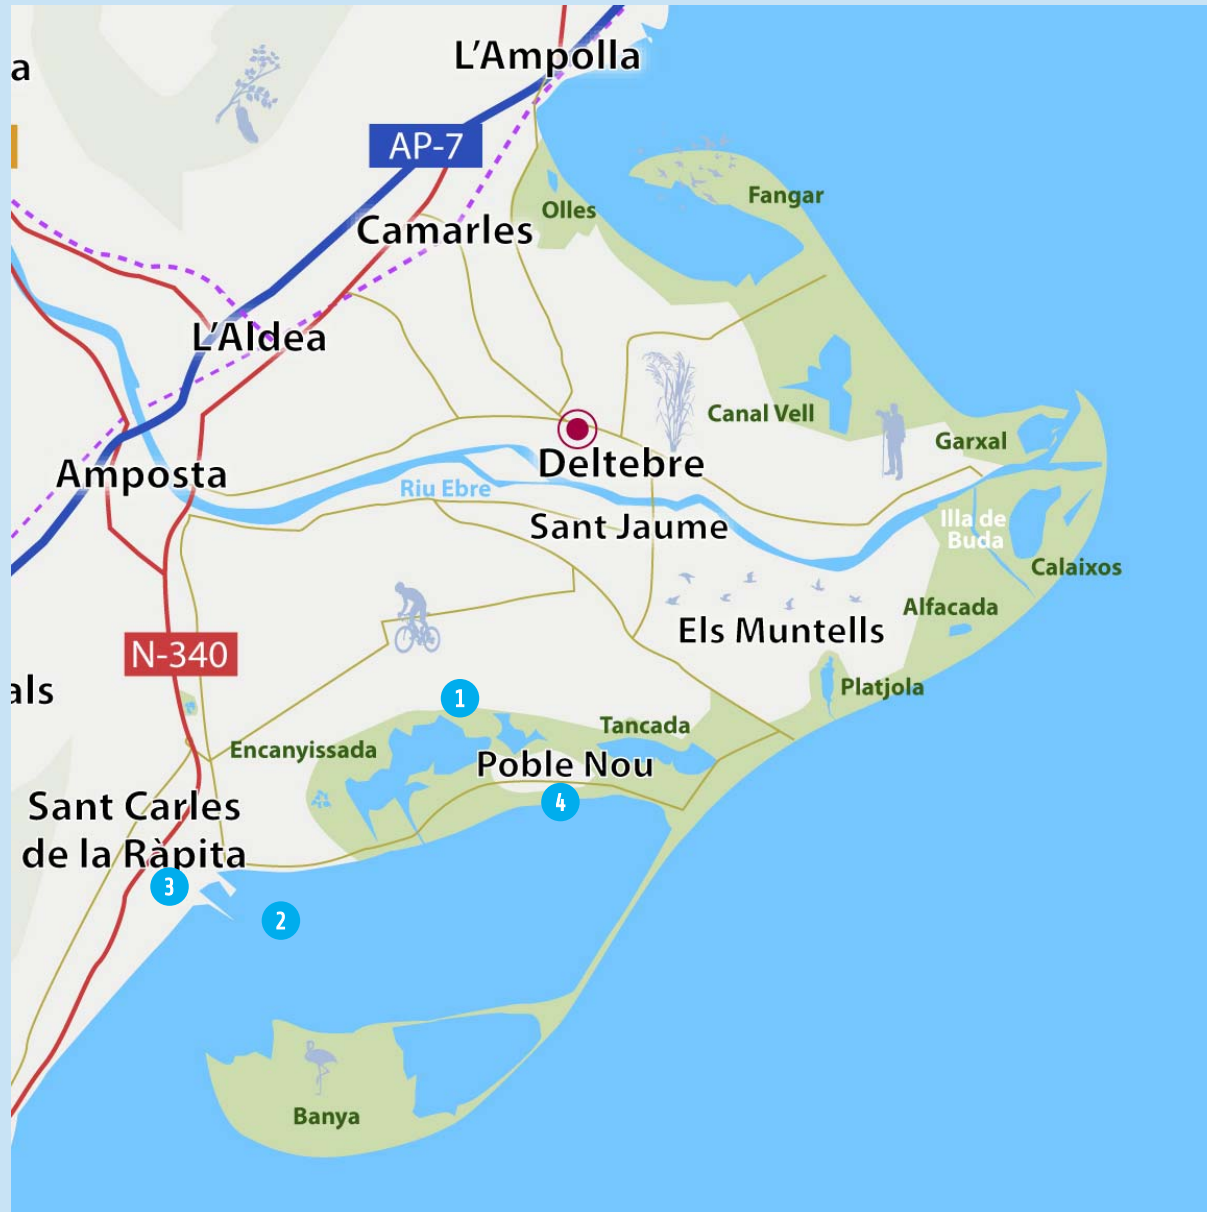 L'Ampolla
a
AP-7
Fangar
Olles
Camarles
L'Aldea
Canal Vell
Garxal
Deltebre
Amposta
Riu Ebre
Sant Jaume
Illa de
Buda
Calaixos
Alfacada
Els Muntells
N-340
als
Platjola
1
Tancada
Encanyissada
Poble Nou
4
Sant Carles
de la Ràpita
3
2
Banya